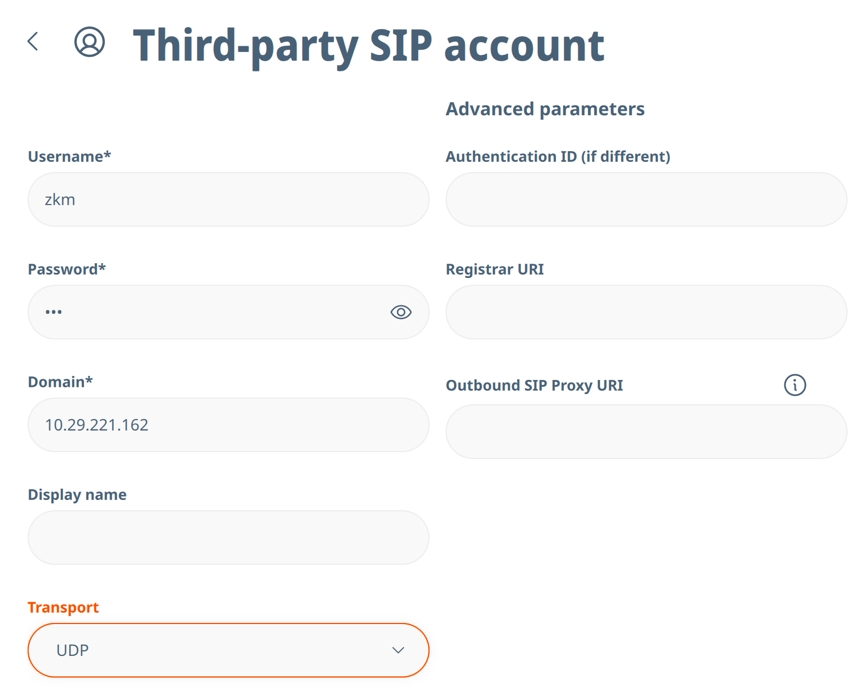 Third-party SIP account
Advanced parameters
Username*
Authentication ID (if different)
zkm
Password*
Registrar URI
•••
Domain*
Outbound SIP Proxy URI
10.29.221.162
Display name
Transport
UDP